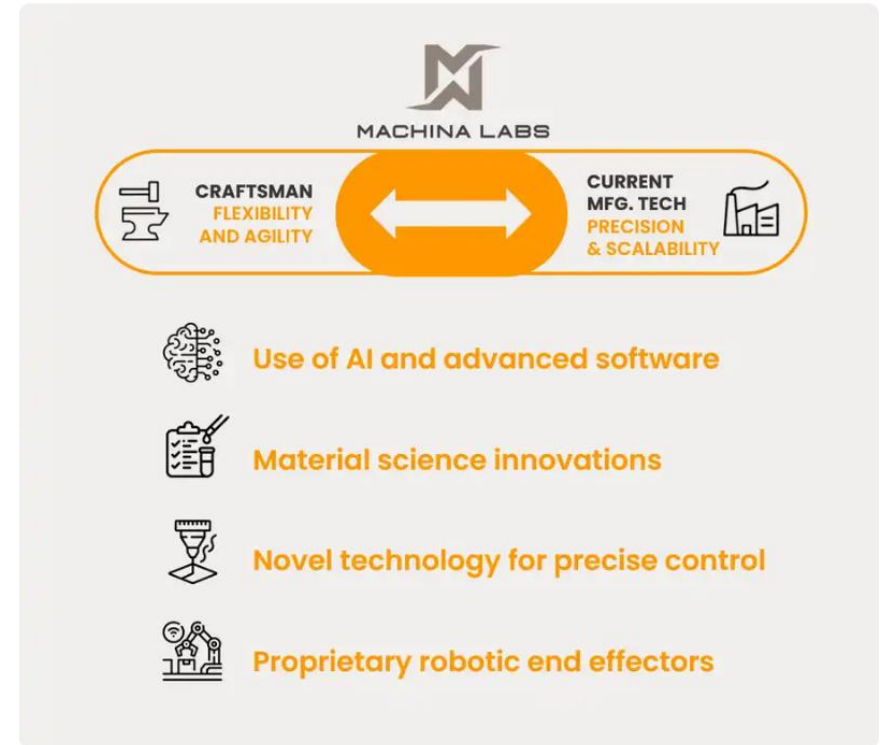 MACHINA LABS
CRAFTSMAN
FLEXIBILITY
AND AGILITY
CURRENT
MFG. TECH
PRECISION
& SCALABILITY
Use of AI and advanced software
Material science innovations
Novel technology for precise control
Proprietary robotic end effectors